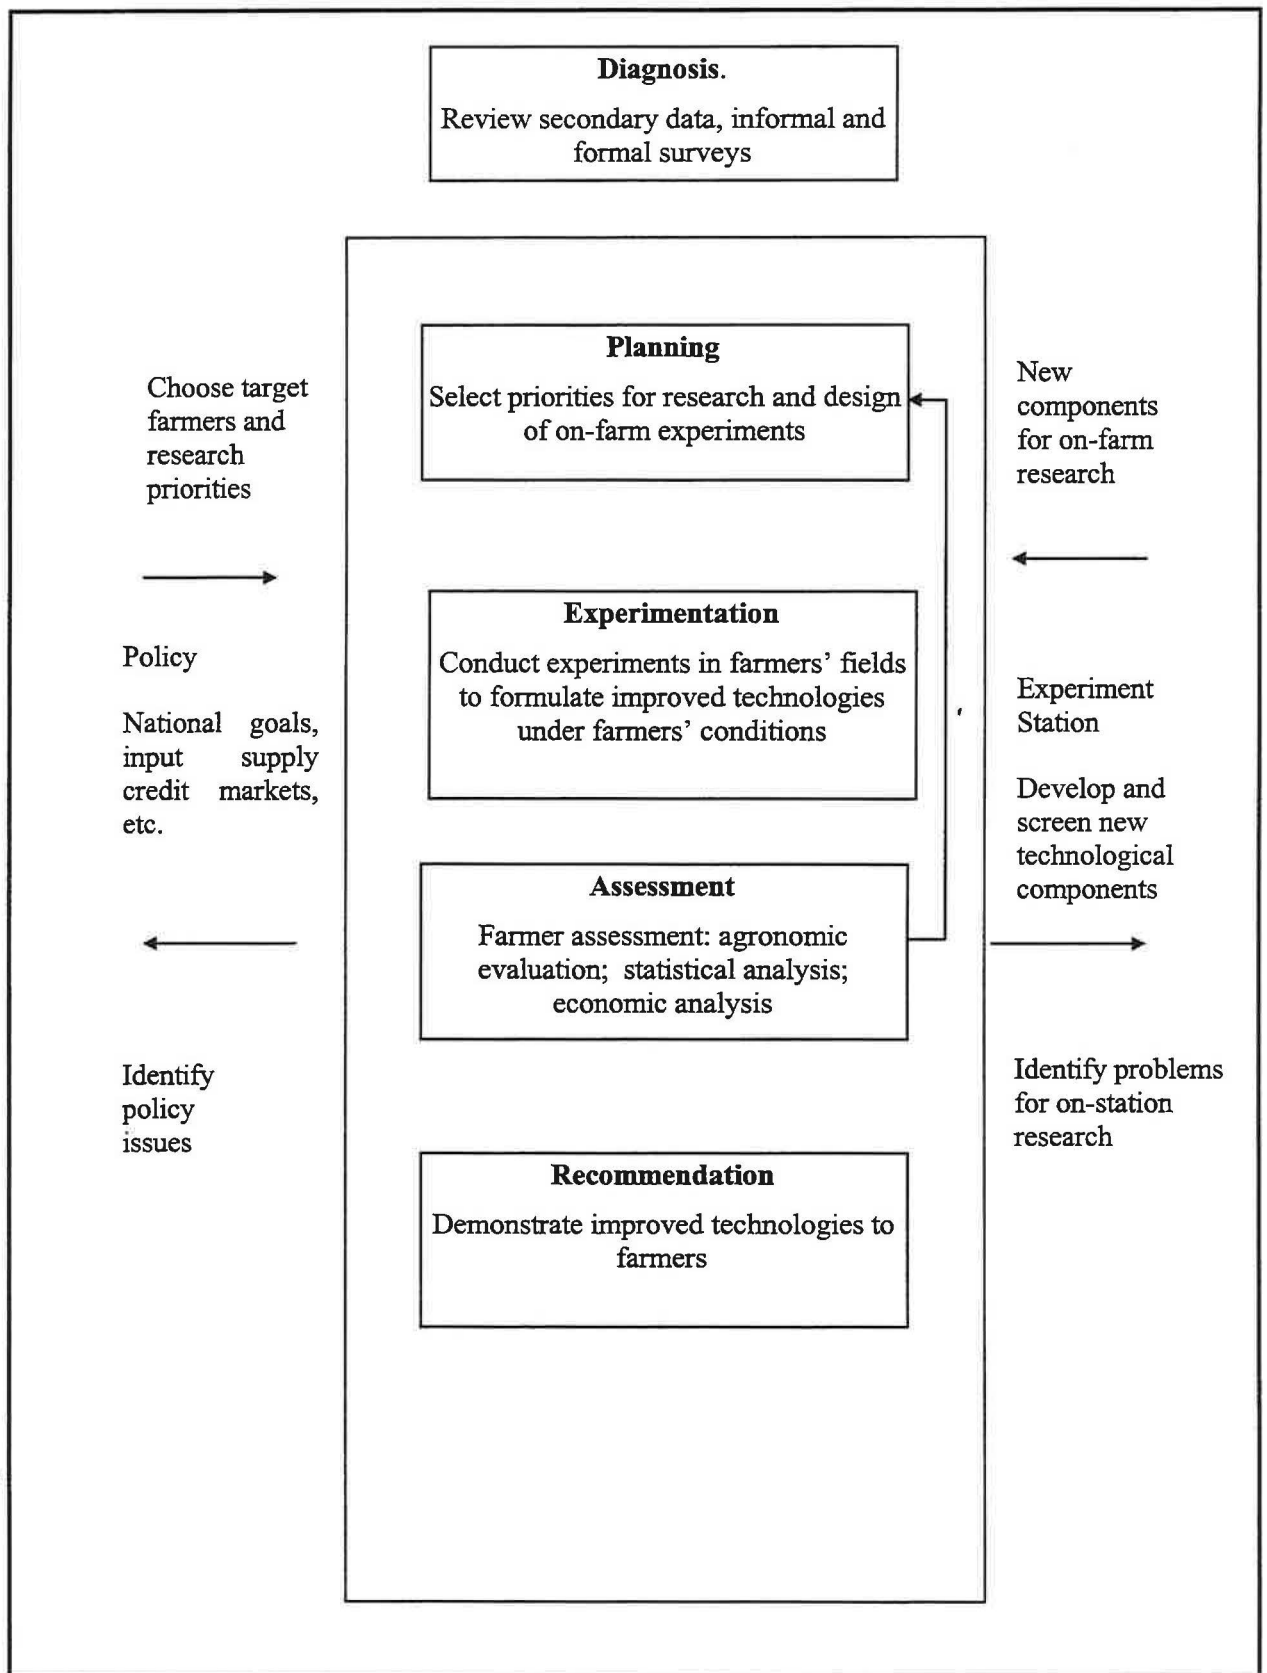 Diagnosis.
Review secondary data, informal and
formal surveys
Choose target
farmers and
research
priorities
Policy
National goals,
input supply
credit markets,
etc.
Identify
policy
issues
Planning
Select priorities for research and design
of on-farm experiments
Experimentation
Conduct experiments in farmers’ fields
to formulate improved technologies
under farmers’ conditions
Assessment
Farmer assessment: agronomic
evaluation; statistical analysis;
economic analysis
Recommendation
Demonstrate improved technologies to
farmers
New
components
for on-farm
research
Experiment
Station
Develop and
screen new
technological
components
Identify problems
for on-station
research